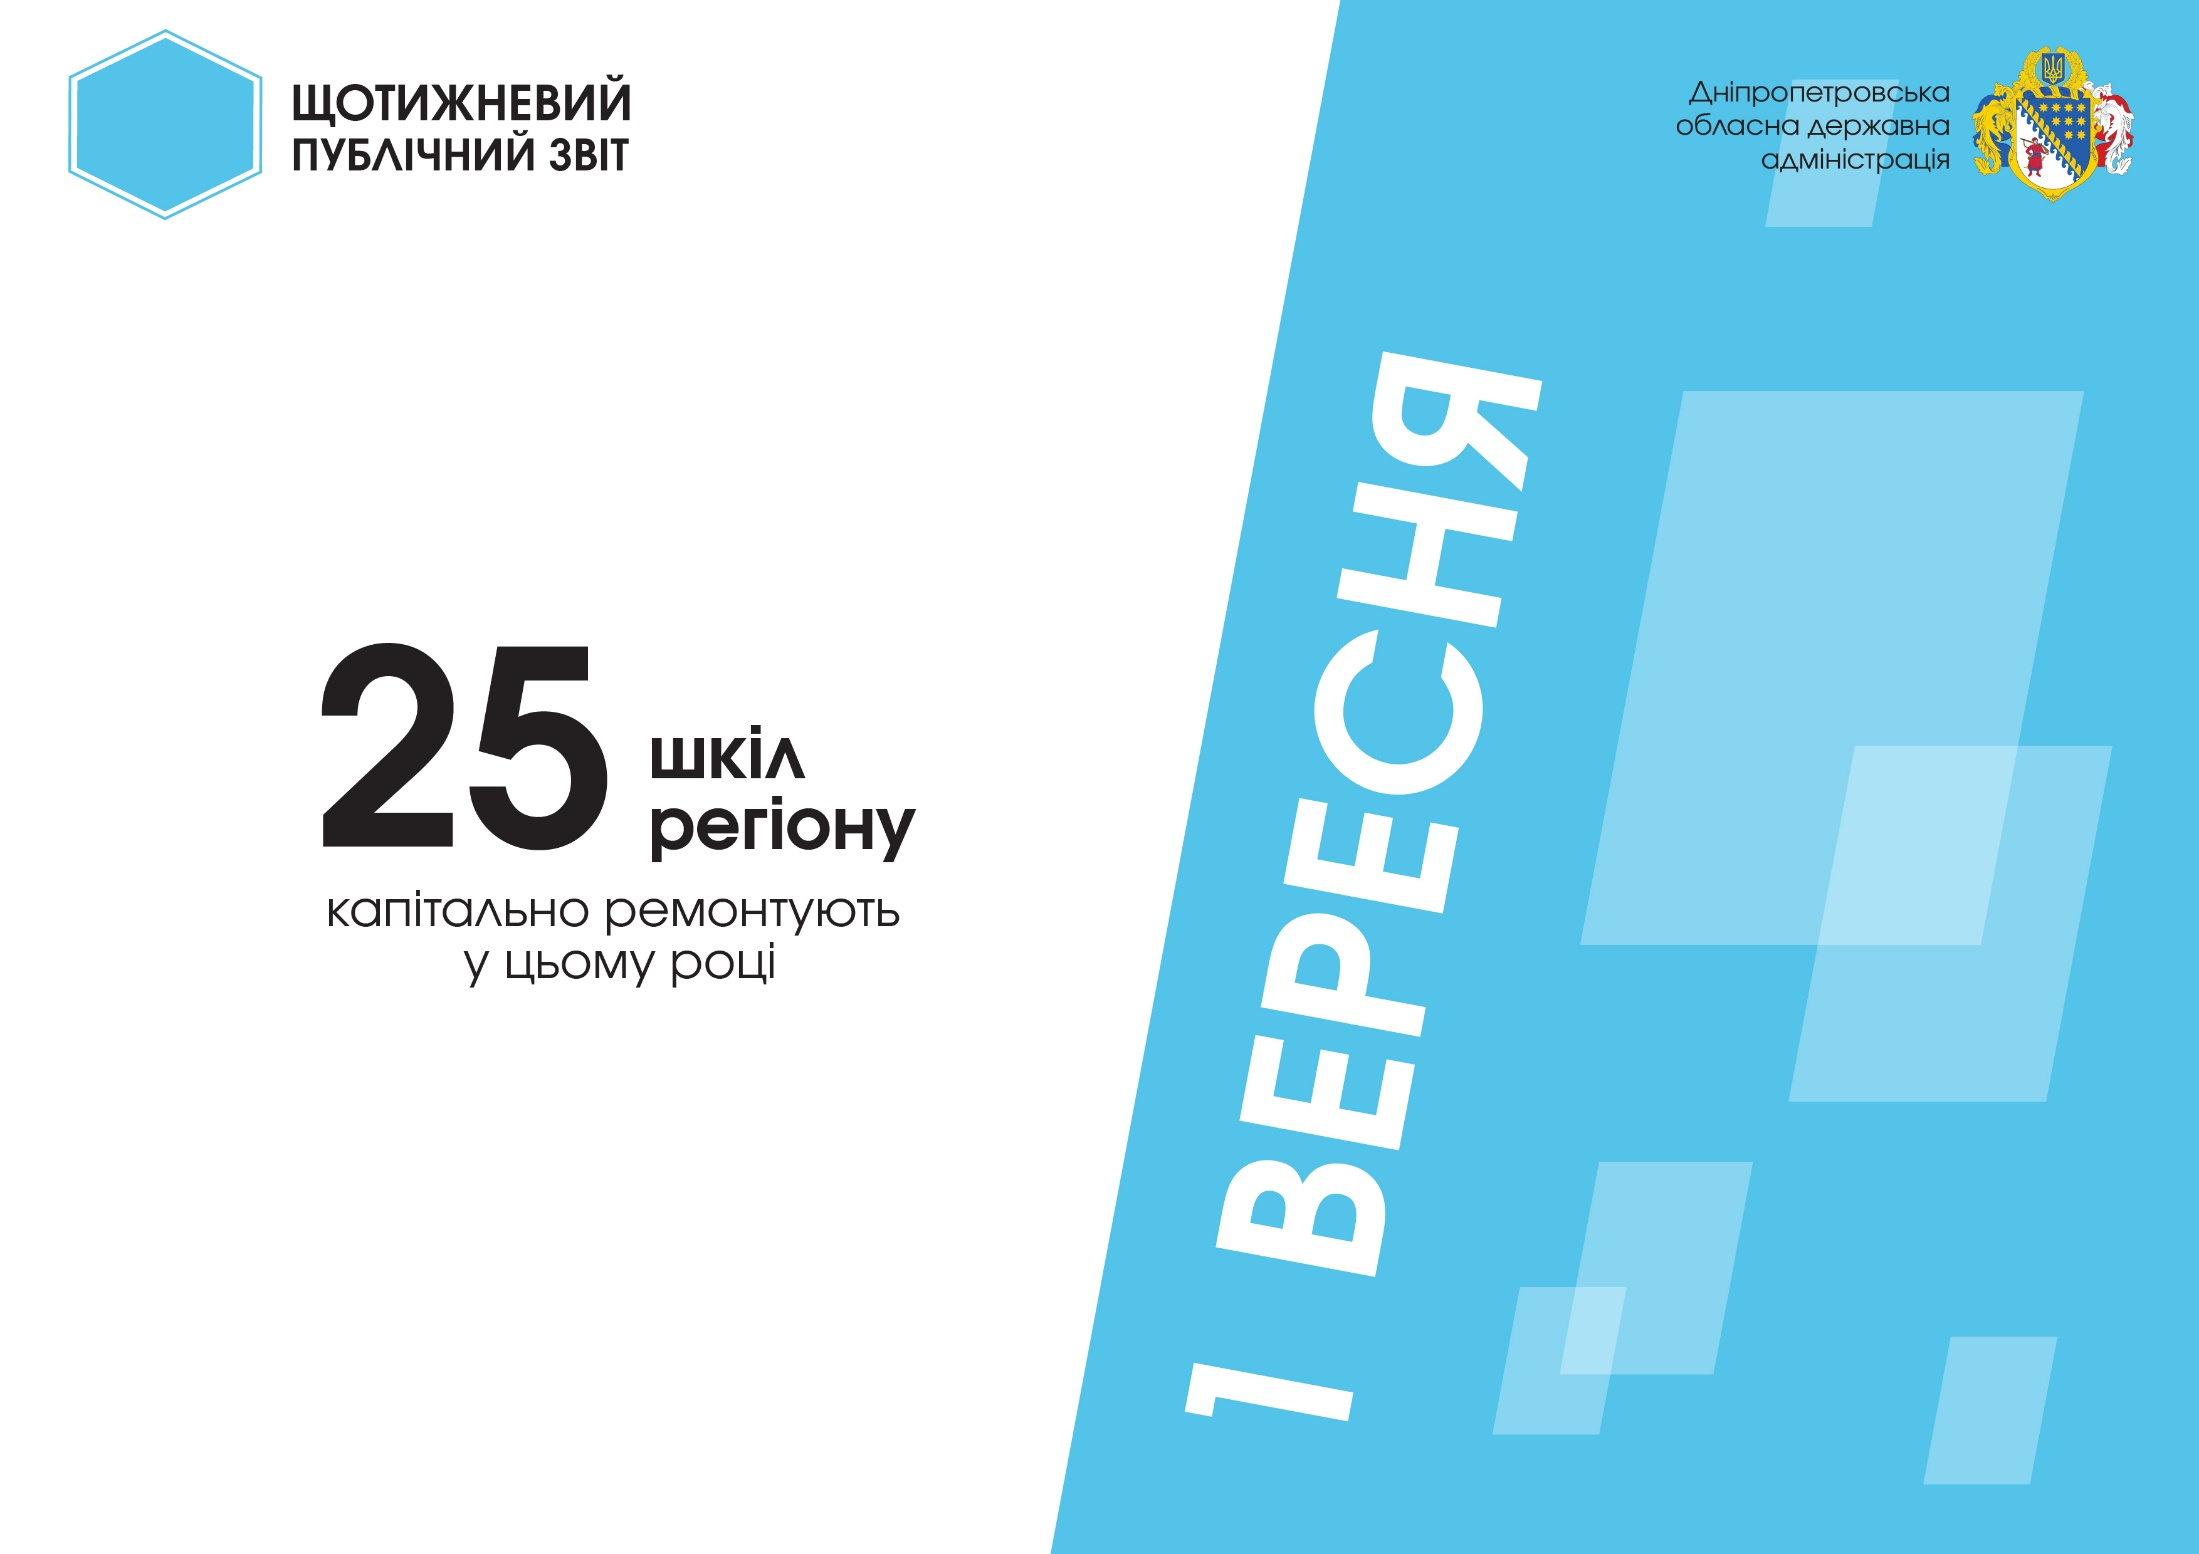 ЩОТИЖНЕВИЙ
ПУБЛІЧНИЙ ЗВІТ
Дніпропетровська
обласна державна
адміністрація
25 шкіл
регіону
капітально ремонтують
у цьому році
1 ВЕРЕСНЯ